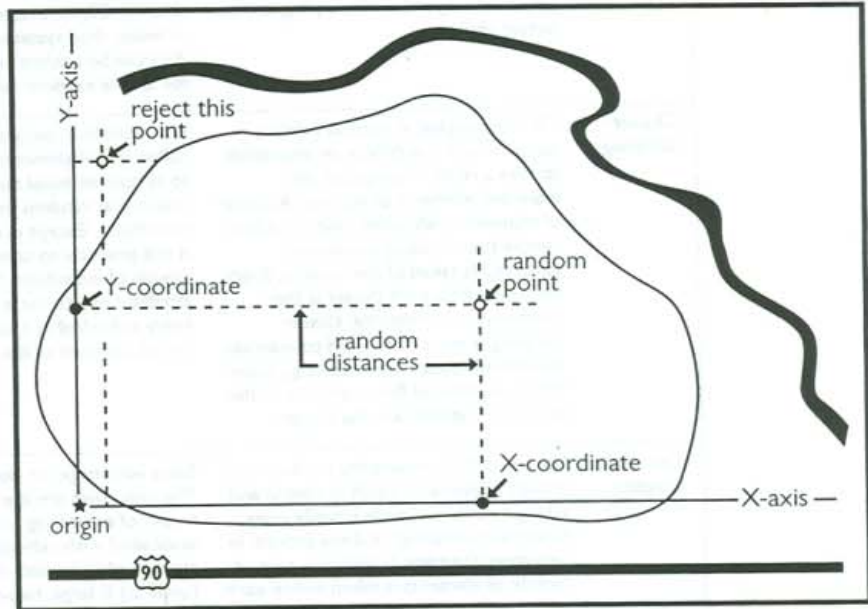 Y-axis
reject this
point
Y-coordinate
random
point
random
distances
X-coordinate
X-axis
origin
90